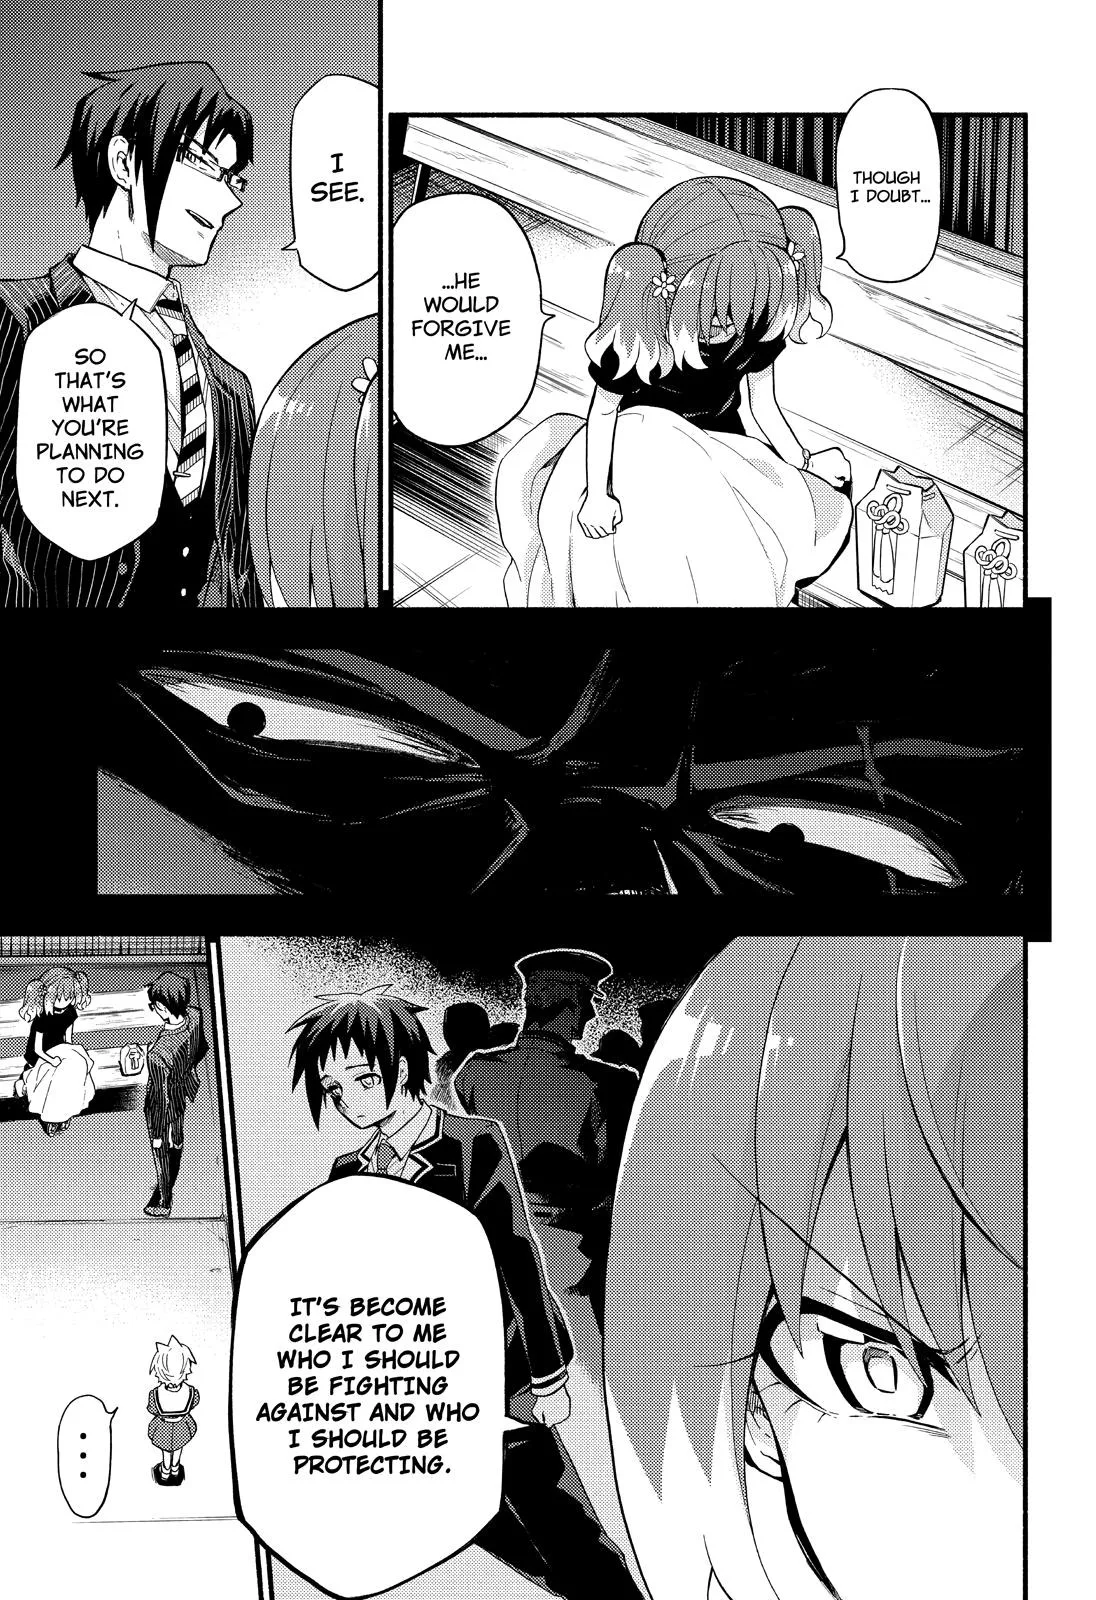 THOUGH
I DOUBT...
...HE
WOULD
FORGIVE
ME...
I
SEE.
SO
THAT'S
WHAT
YOU'RE
PLANNING
TO DO
NEXT.
IT'S BECOME
CLEAR TO ME
WHO I SHOULD
BE FIGHTING
AGAINST AND WHO
I SHOULD BE
PROTECTING.
...